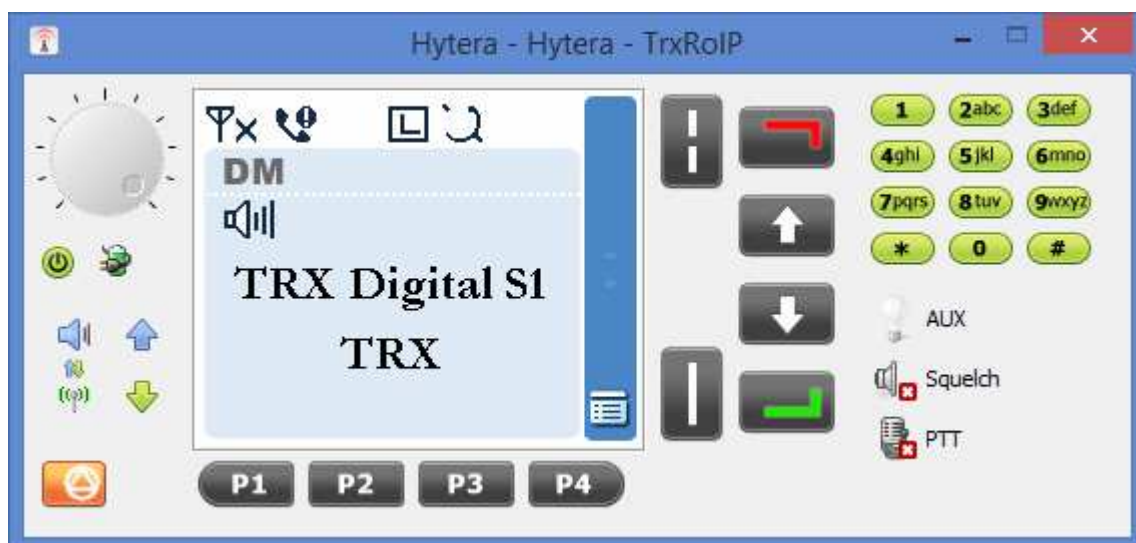 Hytera - Hytera - TrxRoIP
L
DM
TRX Digital S1
TRX
1 2abc 3def
4ghi 5jkl 6mno
7pqrs 8tuv 9wxyz
* 0 #
AUX
Squelch
PTT
P1 P2 P3 P4